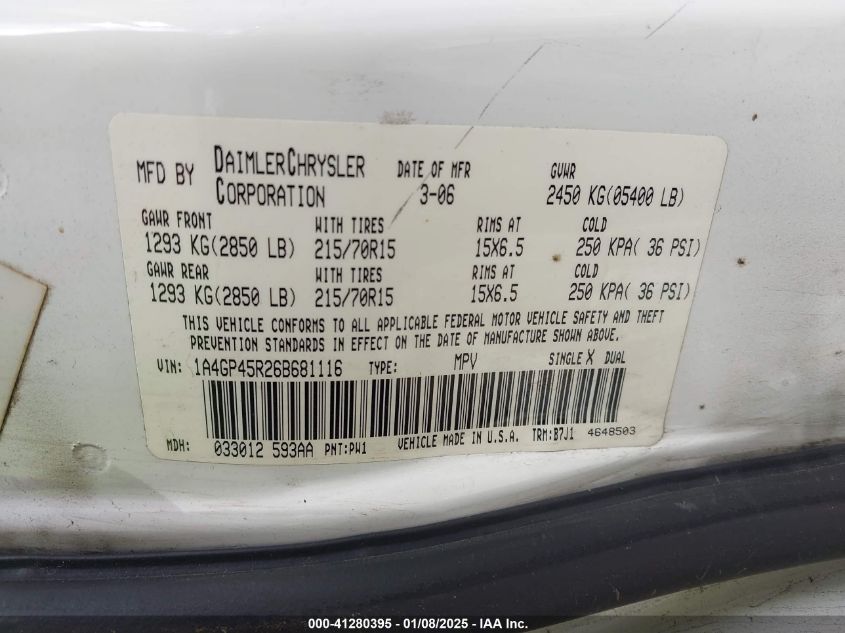 MFD BY DAIMLERCHRYSLER CORPORATION DATE OF MFR 3-06 GVWR 2450 KG(05400 LB)
GAWR FRONT WITH TIRES RIMS AT COLD
1293 KG(2850 LB) 215/70R15 15X6.5 250 KPA( 36 PSI)
GAWR REAR WITH TIRES RIMS AT COLD
1293 KG(2850 LB) 215/70R15 15X6.5 250 KPA( 36 PSI)
THIS VEHICLE CONFORMS TO ALL APPLICABLE FEDERAL MOTOR VEHICLE SAFETY AND THEFT
PREVENTION STANDARDS IN EFFECT ON THE DATE OF MANUFACTURE SHOWN ABOVE.
VIN: 1A4GP45R26B681116 TYPE: MPV SINGLE X DUAL
MDH: 033012 593AA PNT:PW1 VEHICLE MADE IN U.S.A. TRM:B7J1 4648503
000-41280395 - 01/08/2025 - IAA Inc.